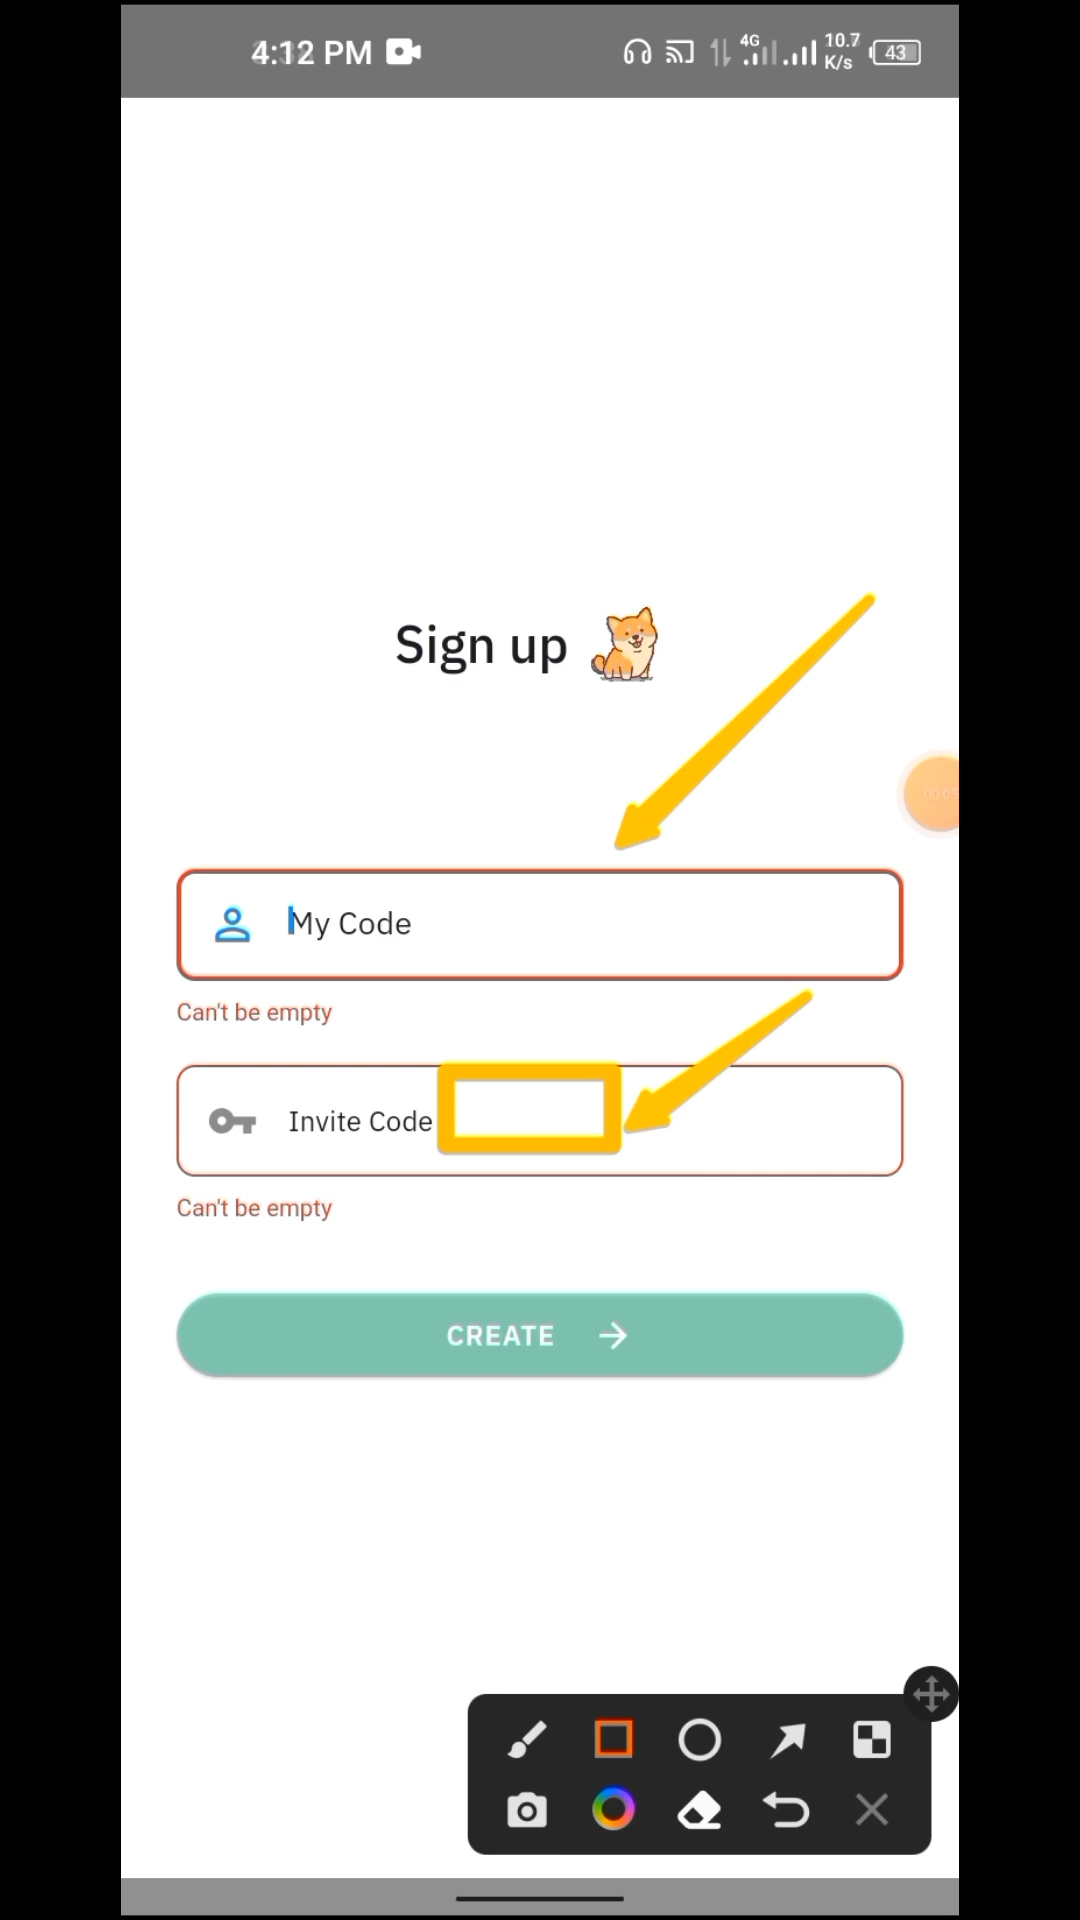 4:12 PM
4G
10.7
K/s
43
Sign up
My Code
Can't be empty
Invite Code
Can't be empty
CREATE